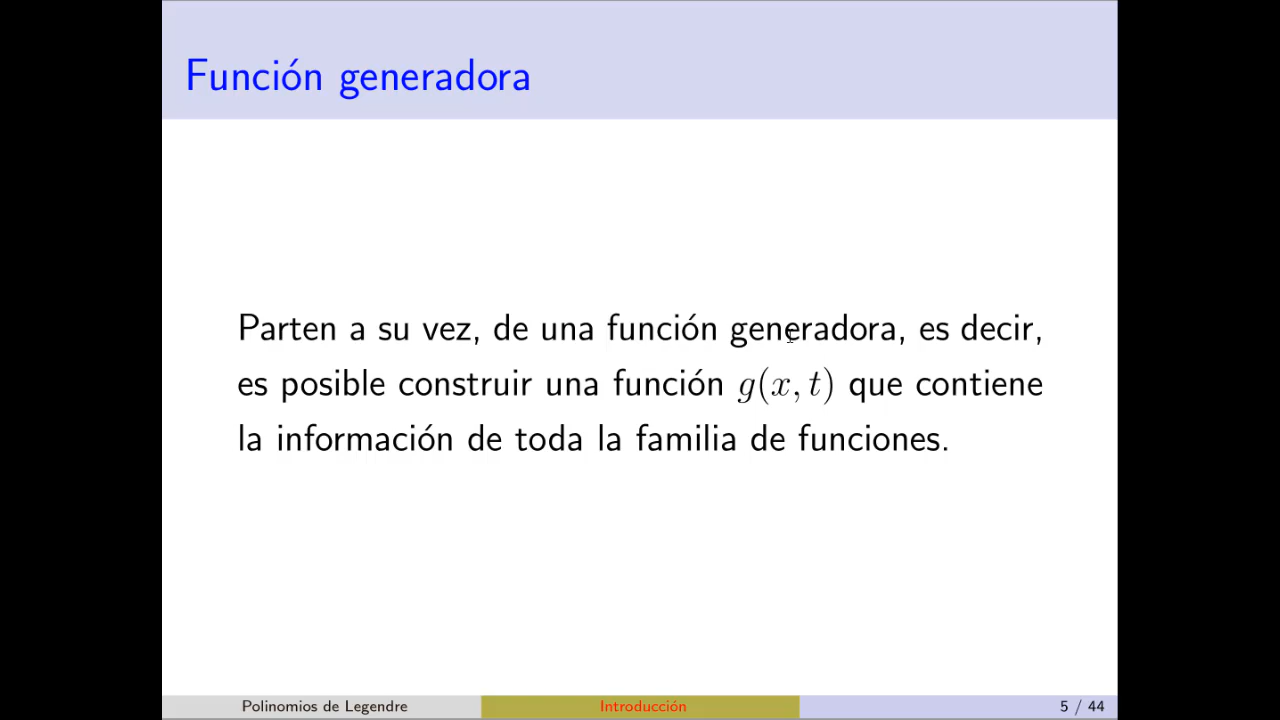 Función generadora
Parten a su vez, de una función generadora, es decir,
es posible construir una función g(x, t) que contiene
la información de toda la familia de funciones.
Polinomios de Legendre
Introducción
5 / 44